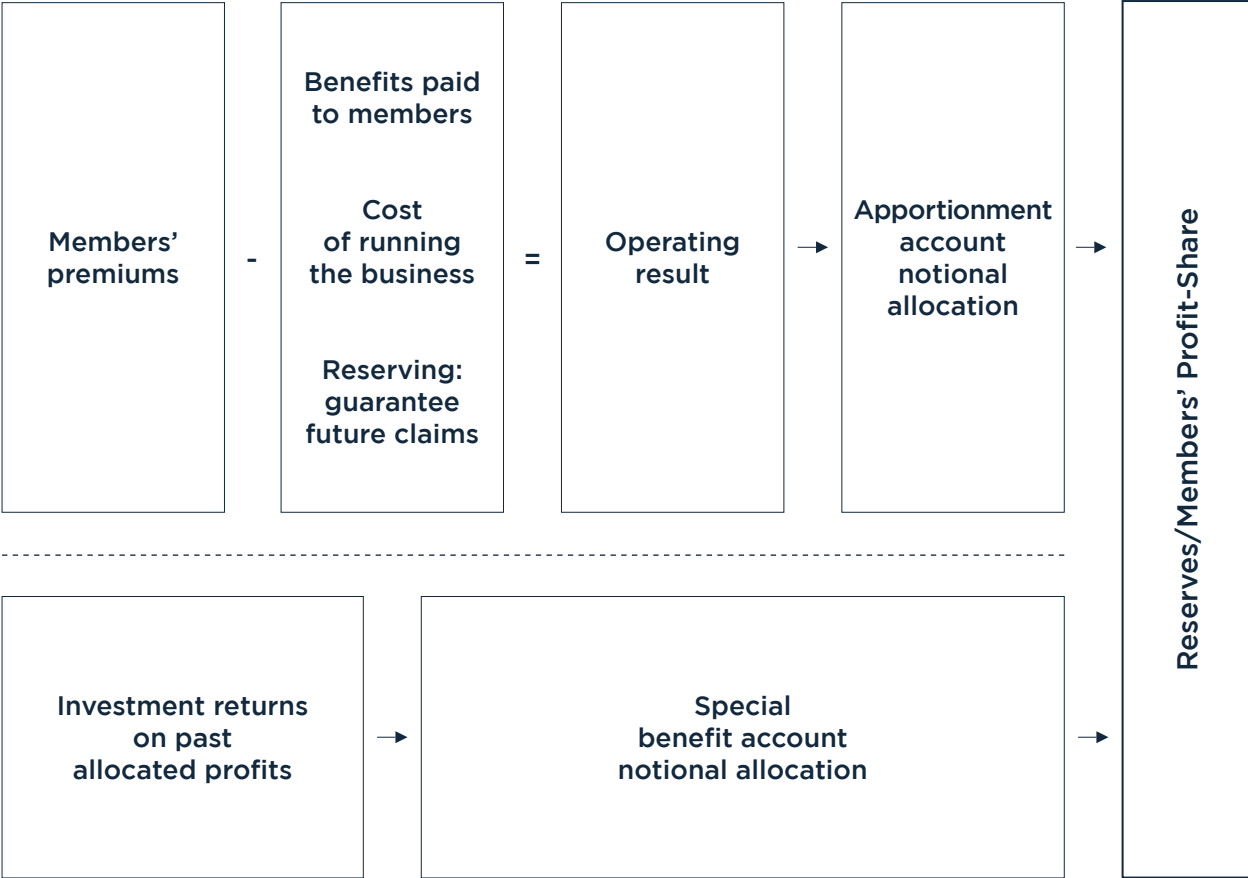 Members’
premiums
-
Benefits paid
to members
Cost
of running
the business
Reserving:
guarantee
future claims
=
Operating
result
Apportionment
account
notional
allocation
Reserves/Members’ Profit-Share
Investment returns
on past
allocated profits
Special
benefit account
notional allocation